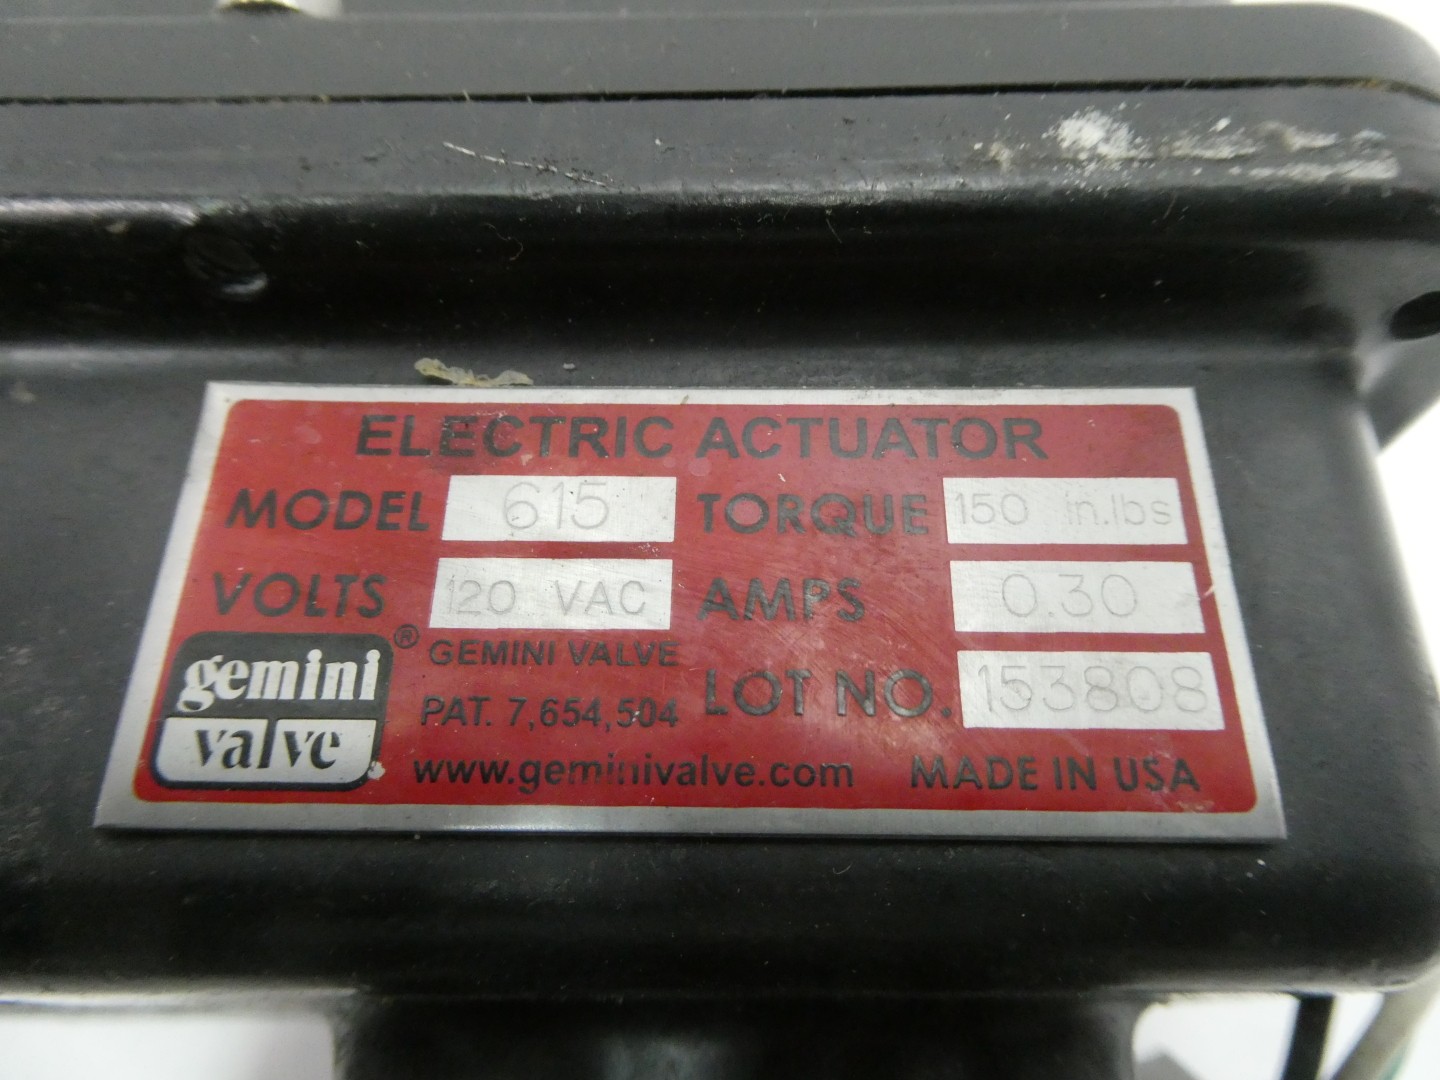 ELECTRIC ACTUATOR
MODEL 615 TORQUE 150 in.lbs
VOLTS 120 VAC AMPS 0.30
gemini valve ® GEMINI VALVE LOT NO. 153808
PAT. 7,654,504
www.geminivalve.com MADE IN USA